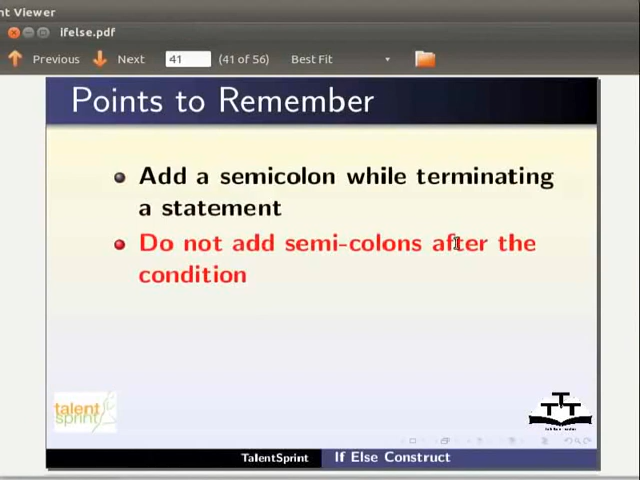 nt Viewer
ifelse.pdf
Previous Next 41 (41 of 56) Best Fit
Points to Remember
Add a semicolon while terminating
a statement
Do not add semi-colons after the
condition
talent
sprint
TalentSprint If Else Construct